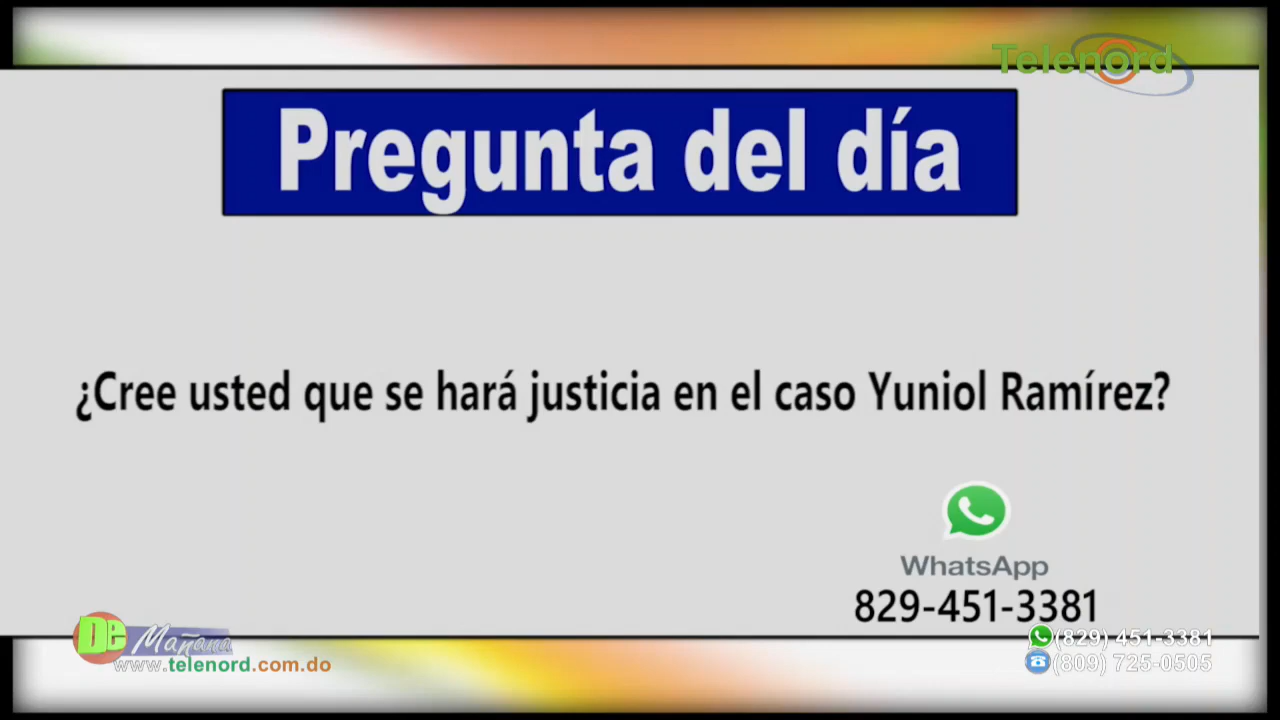 Telenord
Pregunta del día
¿Cree usted que se hará justicia en el caso Yuniol Ramírez?
WhatsApp
829-451-3381
De Mañana
www.telenord.com.do
(829) 451-3381
(809) 725-0505